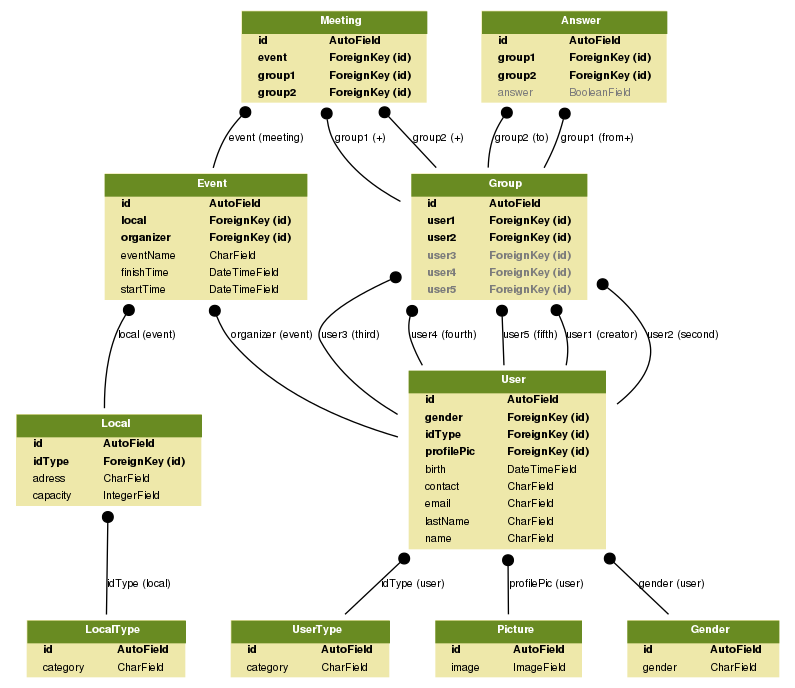 Meeting
id AutoField
event ForeignKey (id)
group1 ForeignKey (id)
group2 ForeignKey (id)
Answer
id AutoField
group1 ForeignKey (id)
group2 ForeignKey (id)
answer BooleanField
event (meeting)
group1 (+)
group2 (+)
group2 (to)
group1 (from+)
Event
id AutoField
local ForeignKey (id)
organizer ForeignKey (id)
eventName CharField
finishTime DateTimeField
startTime DateTimeField
Group
id AutoField
user1 ForeignKey (id)
user2 ForeignKey (id)
user3 ForeignKey (id)
user4 ForeignKey (id)
user5 ForeignKey (id)
local (event)
organizer (event)
user3 (third)
user4 (fourth)
user5 (fifth)
user1 (creator)
user2 (second)
Local
id AutoField
idType ForeignKey (id)
adress CharField
capacity IntegerField
User
id AutoField
gender ForeignKey (id)
idType ForeignKey (id)
profilePic ForeignKey (id)
birth DateTimeField
contact CharField
email CharField
lastName CharField
name CharField
idType (local)
idType (user)
profilePic (user)
gender (user)
LocalType
id AutoField
category CharField
UserType
id AutoField
category CharField
Picture
id AutoField
image ImageField
Gender
id AutoField
gender CharField